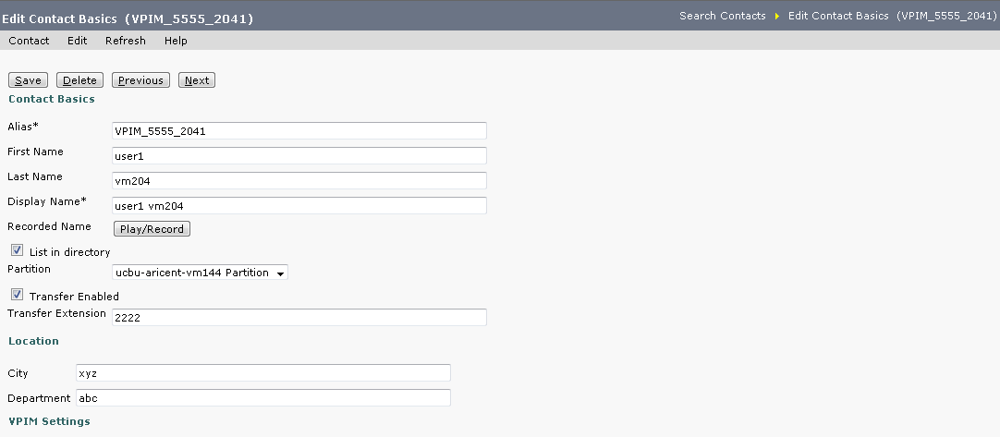 Edit Contact Basics (VPIM_5555_2041)
Search Contacts Edit Contact Basics (VPIM_5555_2041)
Contact Edit Refresh Help
Save Delete Previous Next
Contact Basics
Alias* VPIM_5555_2041
First Name user1
Last Name vm204
Display Name* user1 vm204
Recorded Name Play/Record
List in directory
Partition ucbu-aricent-vm144 Partition
Transfer Enabled
Transfer Extension 2222
Location
City xyz
Department abc
VPIM Settings